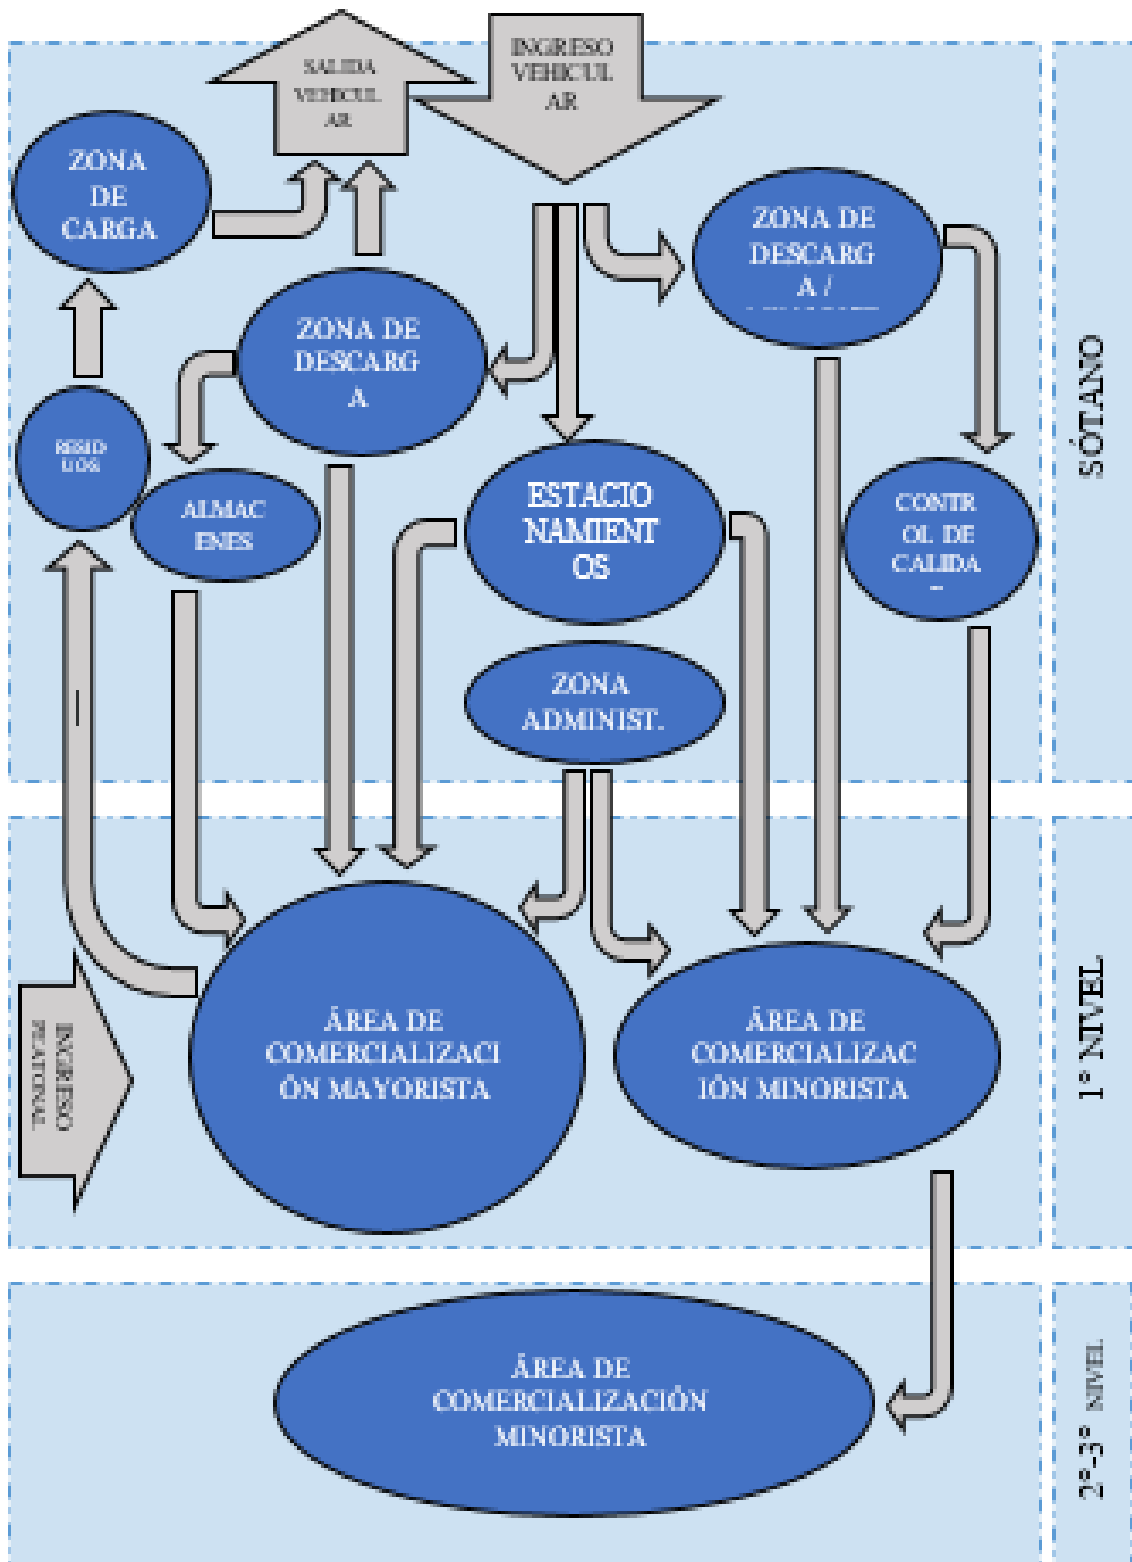 SALIDA
VEHICUL
AR
INGRESO
VEHICUL
AR
ZONA
DE
CARGA
ZONA DE
DESCARG
A /
ZONA DE
DESCARG
A
RESID
UOS
ALMAC
ENES
ESTACIO
NAMIENT
OS
CONTR
OL DE
CALIDA
ZONA
ADMINIST.
SÓTANO
INGRESO
PEATONAL
ÁREA DE
COMERCIALIZACI
ÓN MAYORISTA
ÁREA DE
COMERCIALIZAC
IÓN MINORISTA
1° NIVEL
ÁREA DE
COMERCIALIZACIÓN
MINORISTA
2°-3° NIVEL